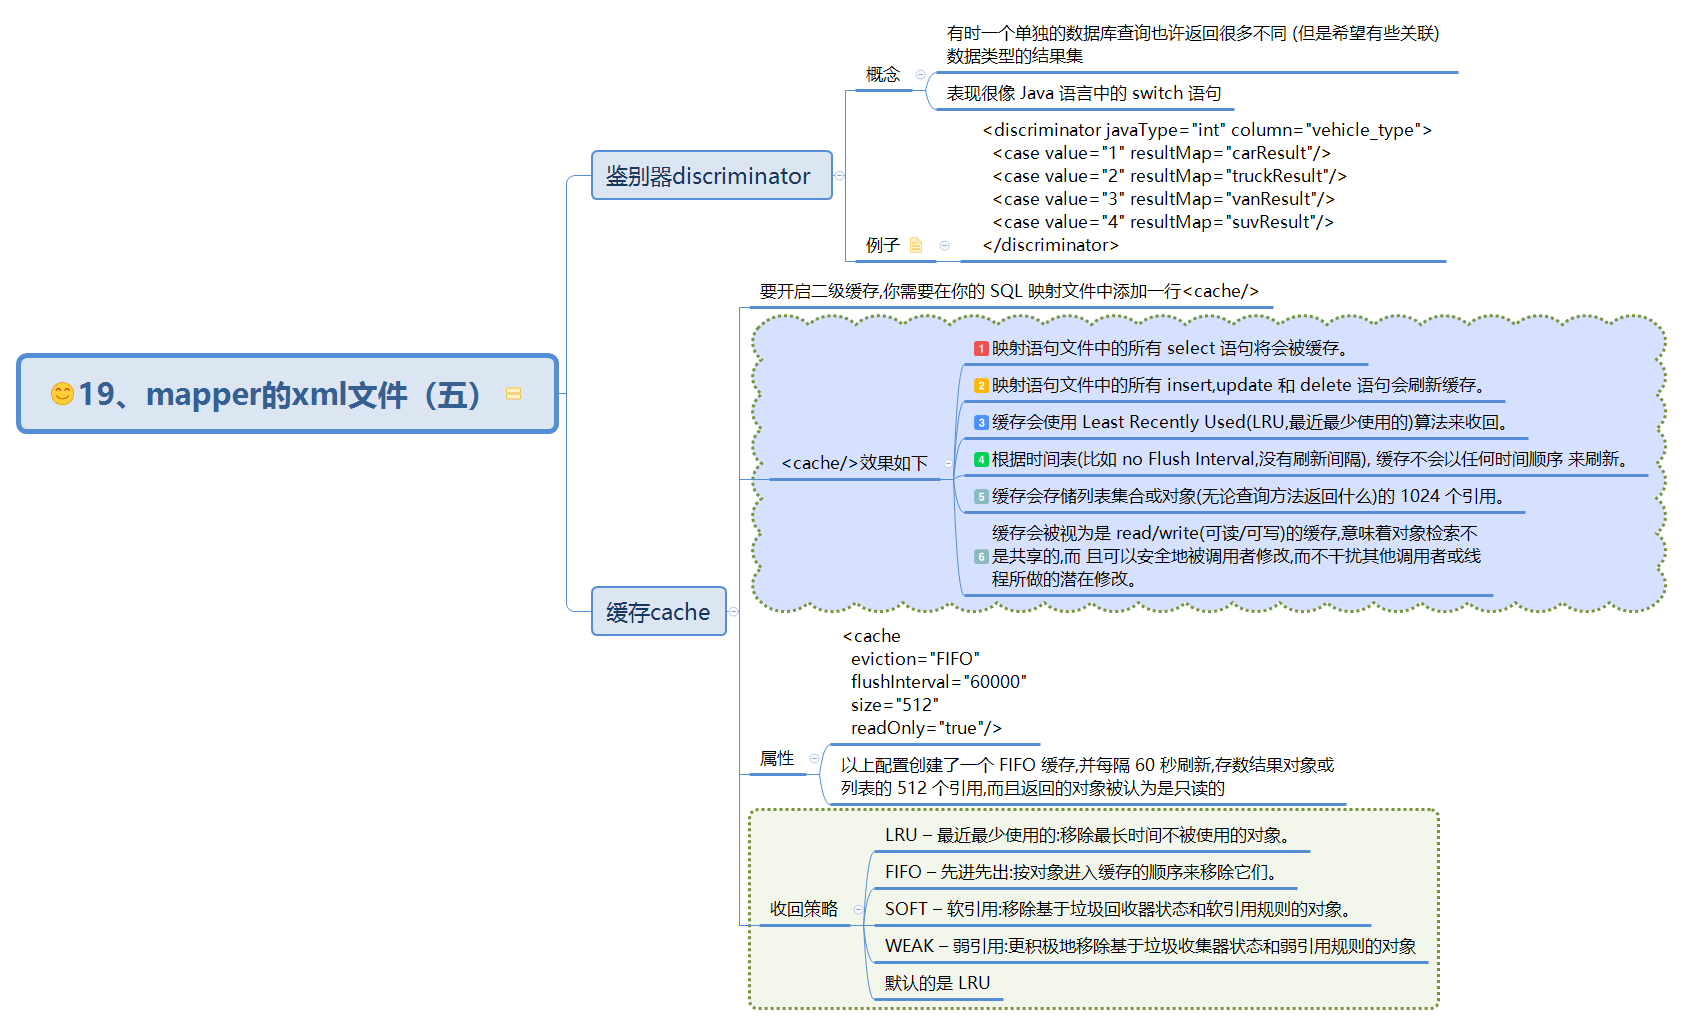 19、mapper的xml文件（五）
鉴别器discriminator
概念
有时一个单独的数据库查询也许返回很多不同 (但是希望有些关联)
数据类型的结果集
表现很像 Java 语言中的 switch 语句
例子
<discriminator javaType="int" column="vehicle_type">
<case value="1" resultMap="carResult"/>
<case value="2" resultMap="truckResult"/>
<case value="3" resultMap="vanResult"/>
<case value="4" resultMap="suvResult"/>
</discriminator>
缓存cache
要开启二级缓存,你需要在你的 SQL 映射文件中添加一行<cache/>
<cache/>效果如下
1 映射语句文件中的所有 select 语句将会被缓存。
2 映射语句文件中的所有 insert,update 和 delete 语句会刷新缓存。
3 缓存会使用 Least Recently Used(LRU,最近最少使用的)算法来收回。
4 根据时间表(比如 no Flush Interval,没有刷新间隔), 缓存不会以任何时间顺序 来刷新。
5 缓存会存储列表集合或对象(无论查询方法返回什么)的 1024 个引用。
6 缓存会被视为是 read/write(可读/可写)的缓存,意味着对象检索不
是共享的,而 且可以安全地被调用者修改,而不干扰其他调用者或线
程所做的潜在修改。
属性
<cache
eviction="FIFO"
flushInterval="60000"
size="512"
readOnly="true"/>
以上配置创建了一个 FIFO 缓存,并每隔 60 秒刷新,存数结果对象或
列表的 512 个引用,而且返回的对象被认为是只读的
收回策略
LRU – 最近最少使用的:移除最长时间不被使用的对象。
FIFO – 先进先出:按对象进入缓存的顺序来移除它们。
SOFT – 软引用:移除基于垃圾回收器状态和软引用规则的对象。
WEAK – 弱引用:更积极地移除基于垃圾收集器状态和弱引用规则的对象
默认的是 LRU